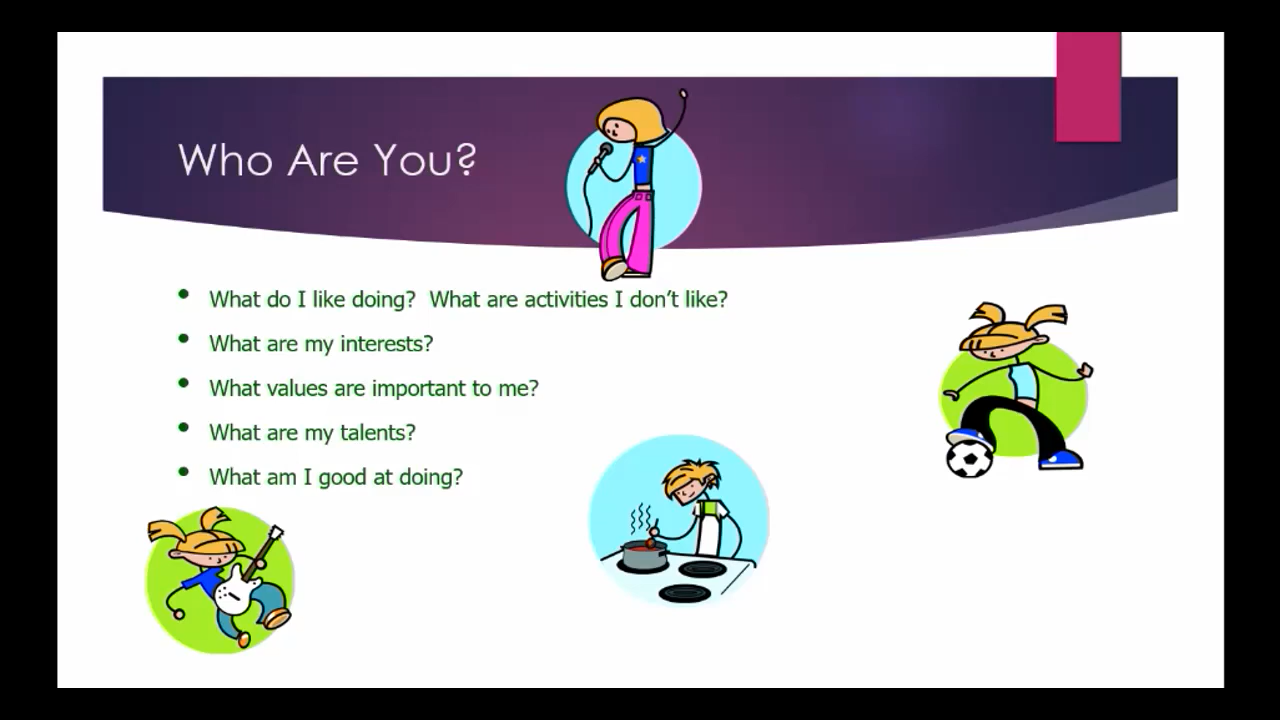 Who Are You?
• What do I like doing?  What are activities I don’t like?
• What are my interests?
• What values are important to me?
• What are my talents?
• What am I good at doing?